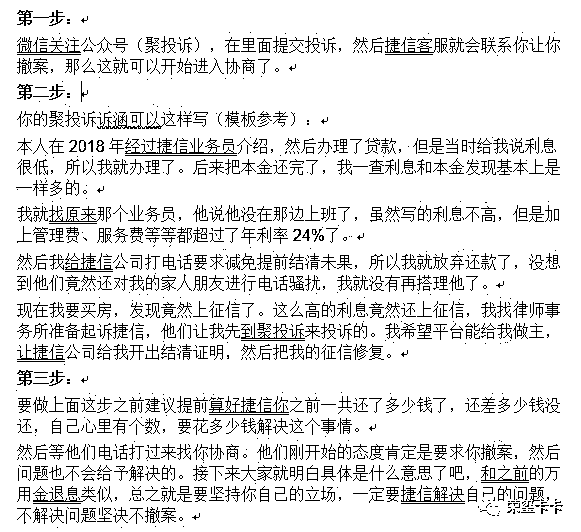 第一步：
微信关注公众号（聚投诉），在里面提交投诉，然后捷信客服就会联系你让你
撤案，那么这就可以开始进入协商了。
第二步：
你的聚投诉诉涵可以这样写（模板参考）：
本人在 2018 年经过捷信业务员介绍，然后办理了贷款，但是当时给我说利息
很低，所以我就办理了。后来把本金还完了，我一查利息和本金发现基本上是
一样多的。
我就找原来那个业务员，他说他没在那边上班了，虽然写的利息不高，但是加
上管理费、服务费等等都超过了年利率 24%了。
然后我给捷信公司打电话要求减免提前结清未果，所以我就放弃还款了，没想
到他们竟然还对我的家人朋友进行电话骚扰，我就没有再搭理他了。
现在我要买房，发现竟然上征信了。这么高的利息竟然还上征信，我找律师事
务所准备起诉捷信，他们让我先到聚投诉来投诉的。我希望平台能给我做主，
让捷信公司给我开出结清证明，然后把我的征信修复。
第三步：
要做上面这步之前建议提前算好捷信你之前一共还了多少钱了，还差多少钱没
还，自己心里有个数，要花多少钱解决这个事情。
然后等他们电话打过来找你协商。他们刚开始的态度肯定是要求你撤案，然后
问题也不会给予解决的。接下来大家就明白具体是什么意思了吧，和之前的万
用金退息类似，总之就是要坚持你自己的立场，一定要捷信解决自己的问题，
不解决问题坚决不撤案。